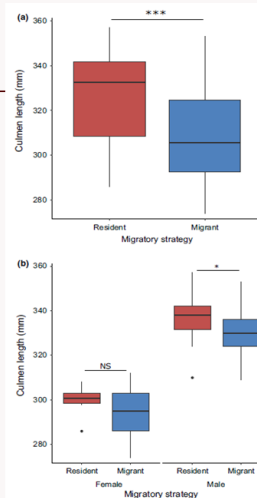 (a)
***
360
340
320
300
280
Culmen length (mm)
Resident Migrant
Migratory strategy
(b)
360
340
320
300
280
Culmen length (mm)
NS
*
Resident Migrant Resident Migrant
Female Male
Migratory strategy